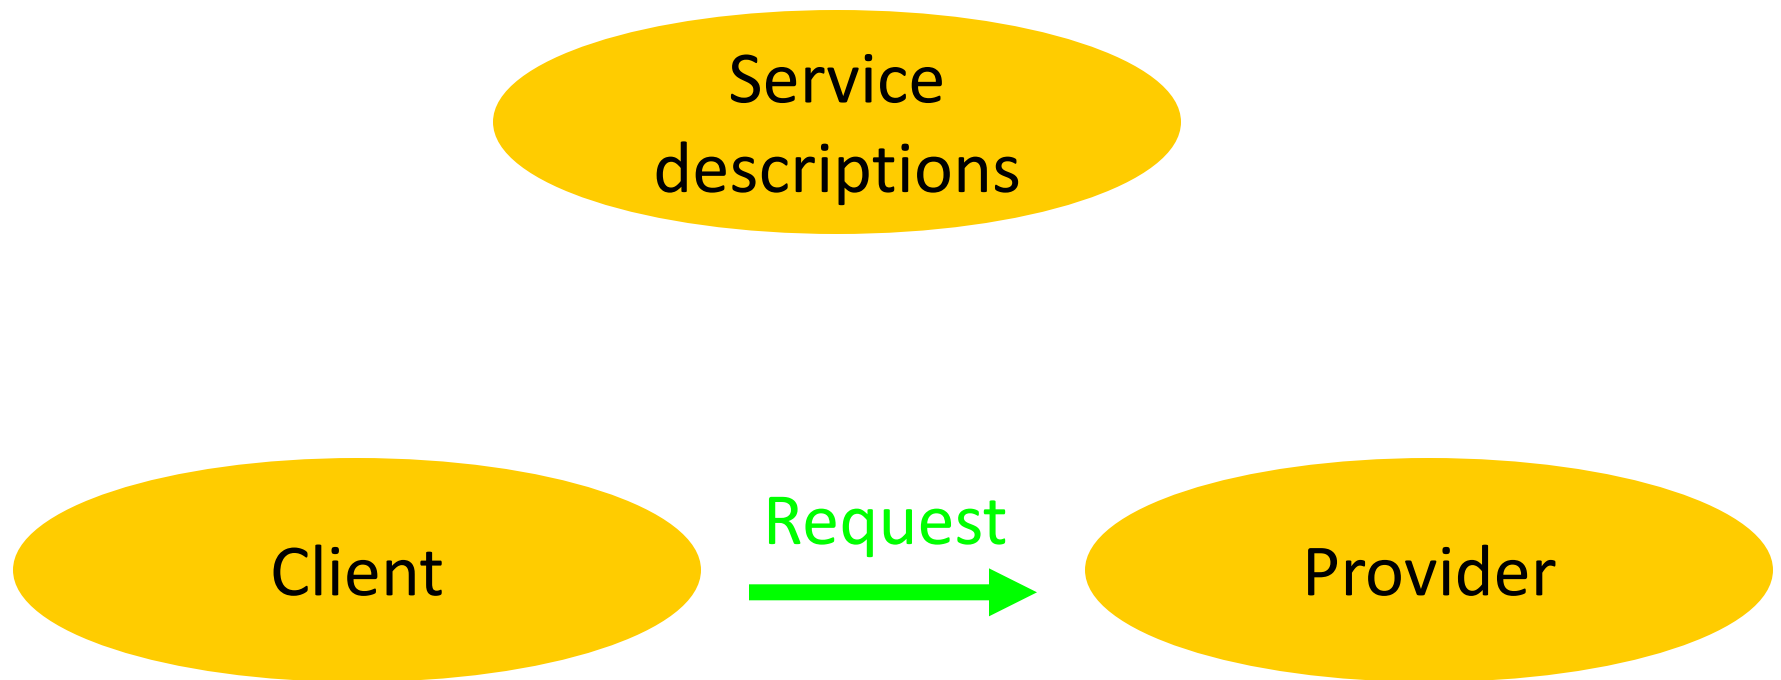 Service
descriptions
Request
Client
Provider